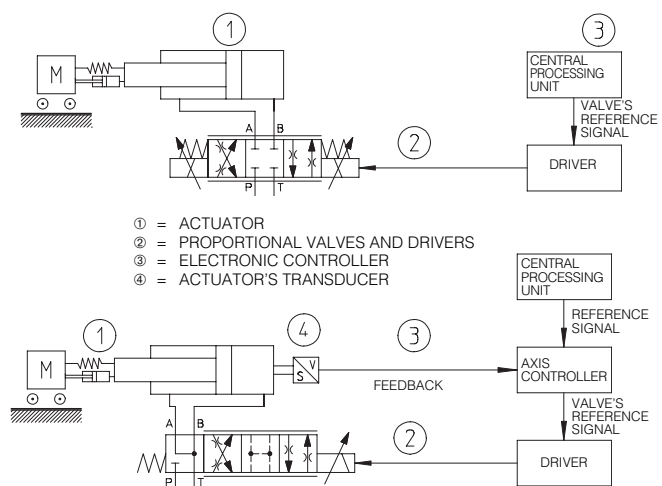 ①
③
CENTRAL
PROCESSING
UNIT
M
VALVE'S
REFERENCE
SIGNAL
A B
②
DRIVER
P T
① = ACTUATOR
② = PROPORTIONAL VALVES AND DRIVERS
③ = ELECTRONIC CONTROLLER
④ = ACTUATOR'S TRANSDUCER
CENTRAL
PROCESSING
UNIT
①
④
③
REFERENCE
SIGNAL
M
S V
FEEDBACK
AXIS
CONTROLLER
A B
VALVE'S
REFERENCE
SIGNAL
②
DRIVER
P T